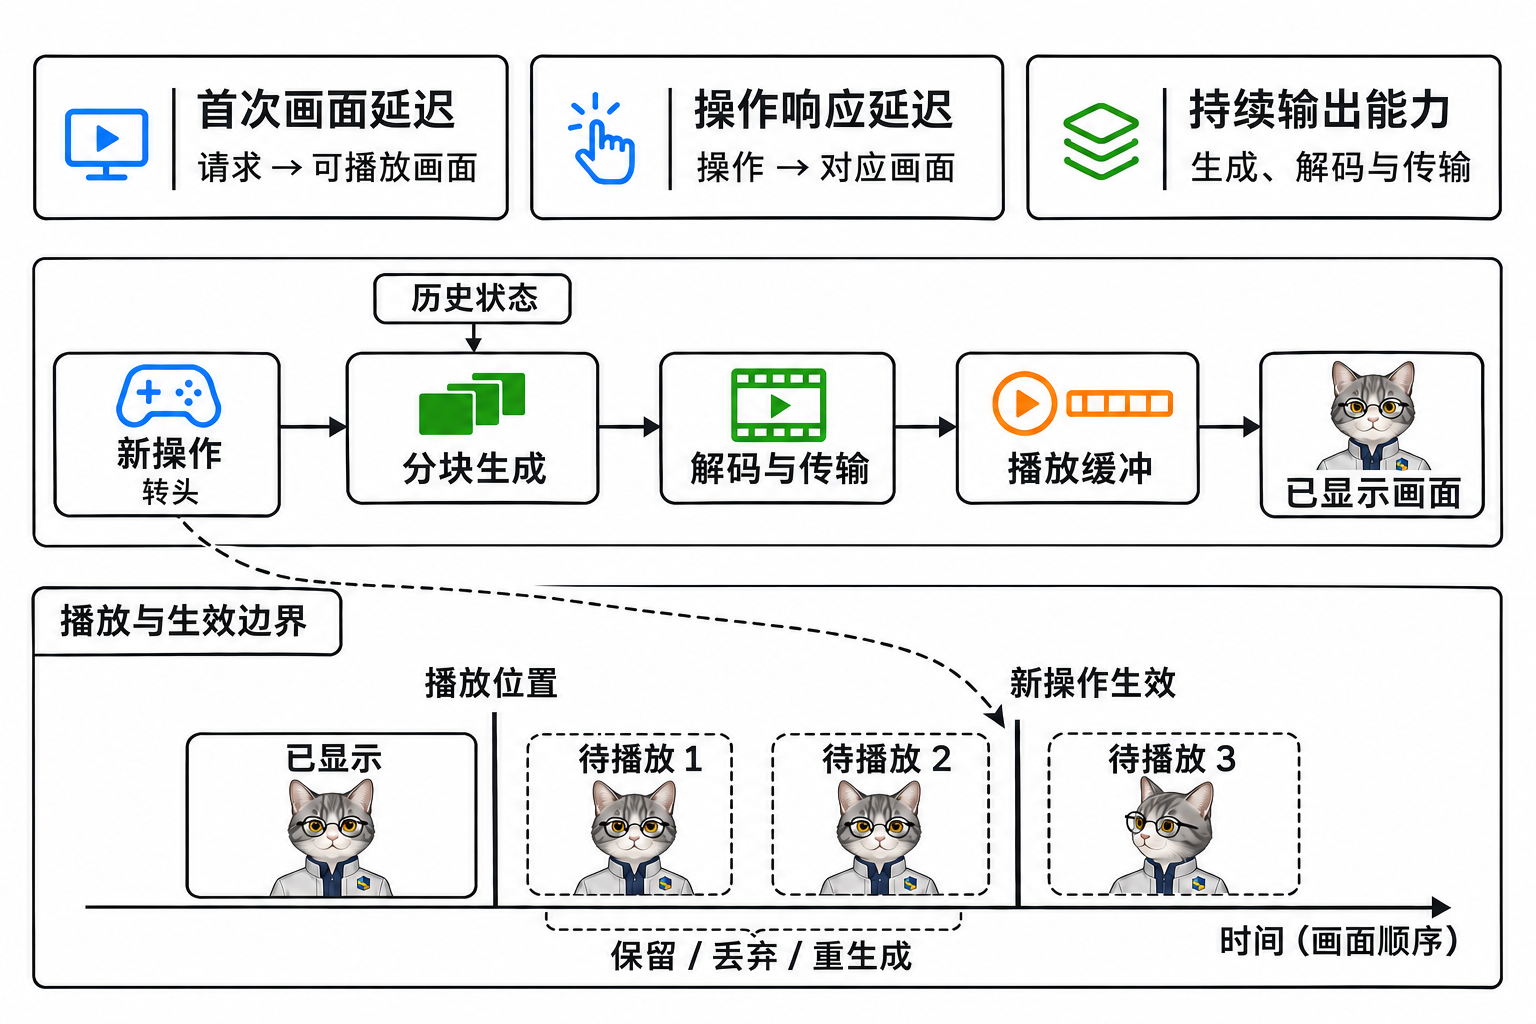 首次画面延迟
请求 → 可播放画面
操作响应延迟
操作 → 对应画面
持续输出能力
生成、解码与传输
历史状态
新操作
转头
分块生成
解码与传输
播放缓冲
已显示画面
播放与生效边界
播放位置
新操作生效
已显示
待播放 1
待播放 2
待播放 3
保留 / 丢弃 / 重生成
时间（画面顺序）